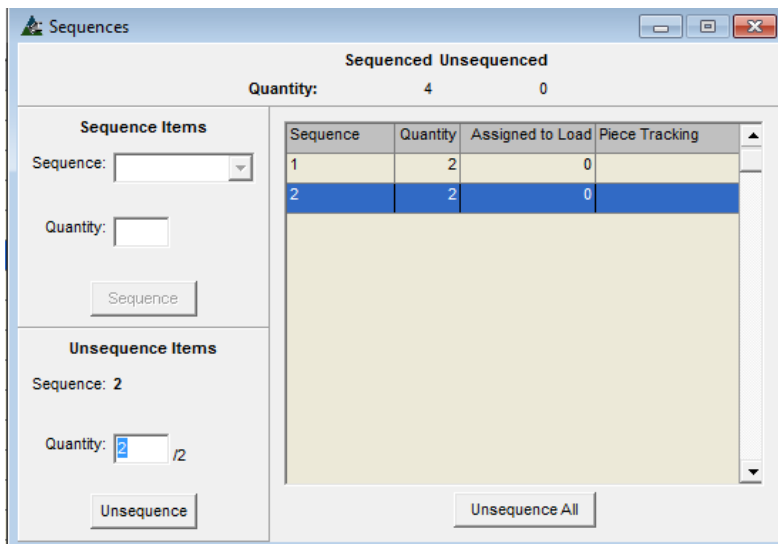 Sequences
Sequenced Unsequenced
Quantity: 4 0
Sequence Items
Sequence:
Quantity:
Sequence
Unsequence Items
Sequence: 2
Quantity: 2 /2
Unsequence
Sequence Quantity Assigned to Load Piece Tracking
1 2 0
2 2 0
Unsequence All